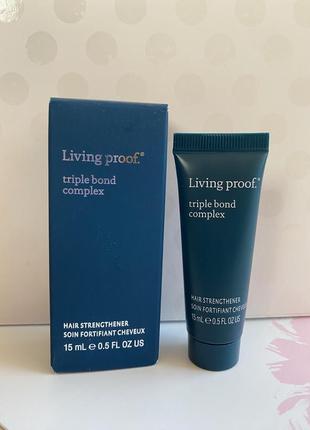 Living proof.®
triple bond
complex
HAIR STRENGTHENER
SOIN FORTIFIANT CHEVEUX
15 mL ℮ 0.5 FL OZ US
Living proof.®
triple bond
complex
HAIR STRENGTHENER
SOIN FORTIFIANT CHEVEUX
15 mL ℮ 0.5 FL OZ US